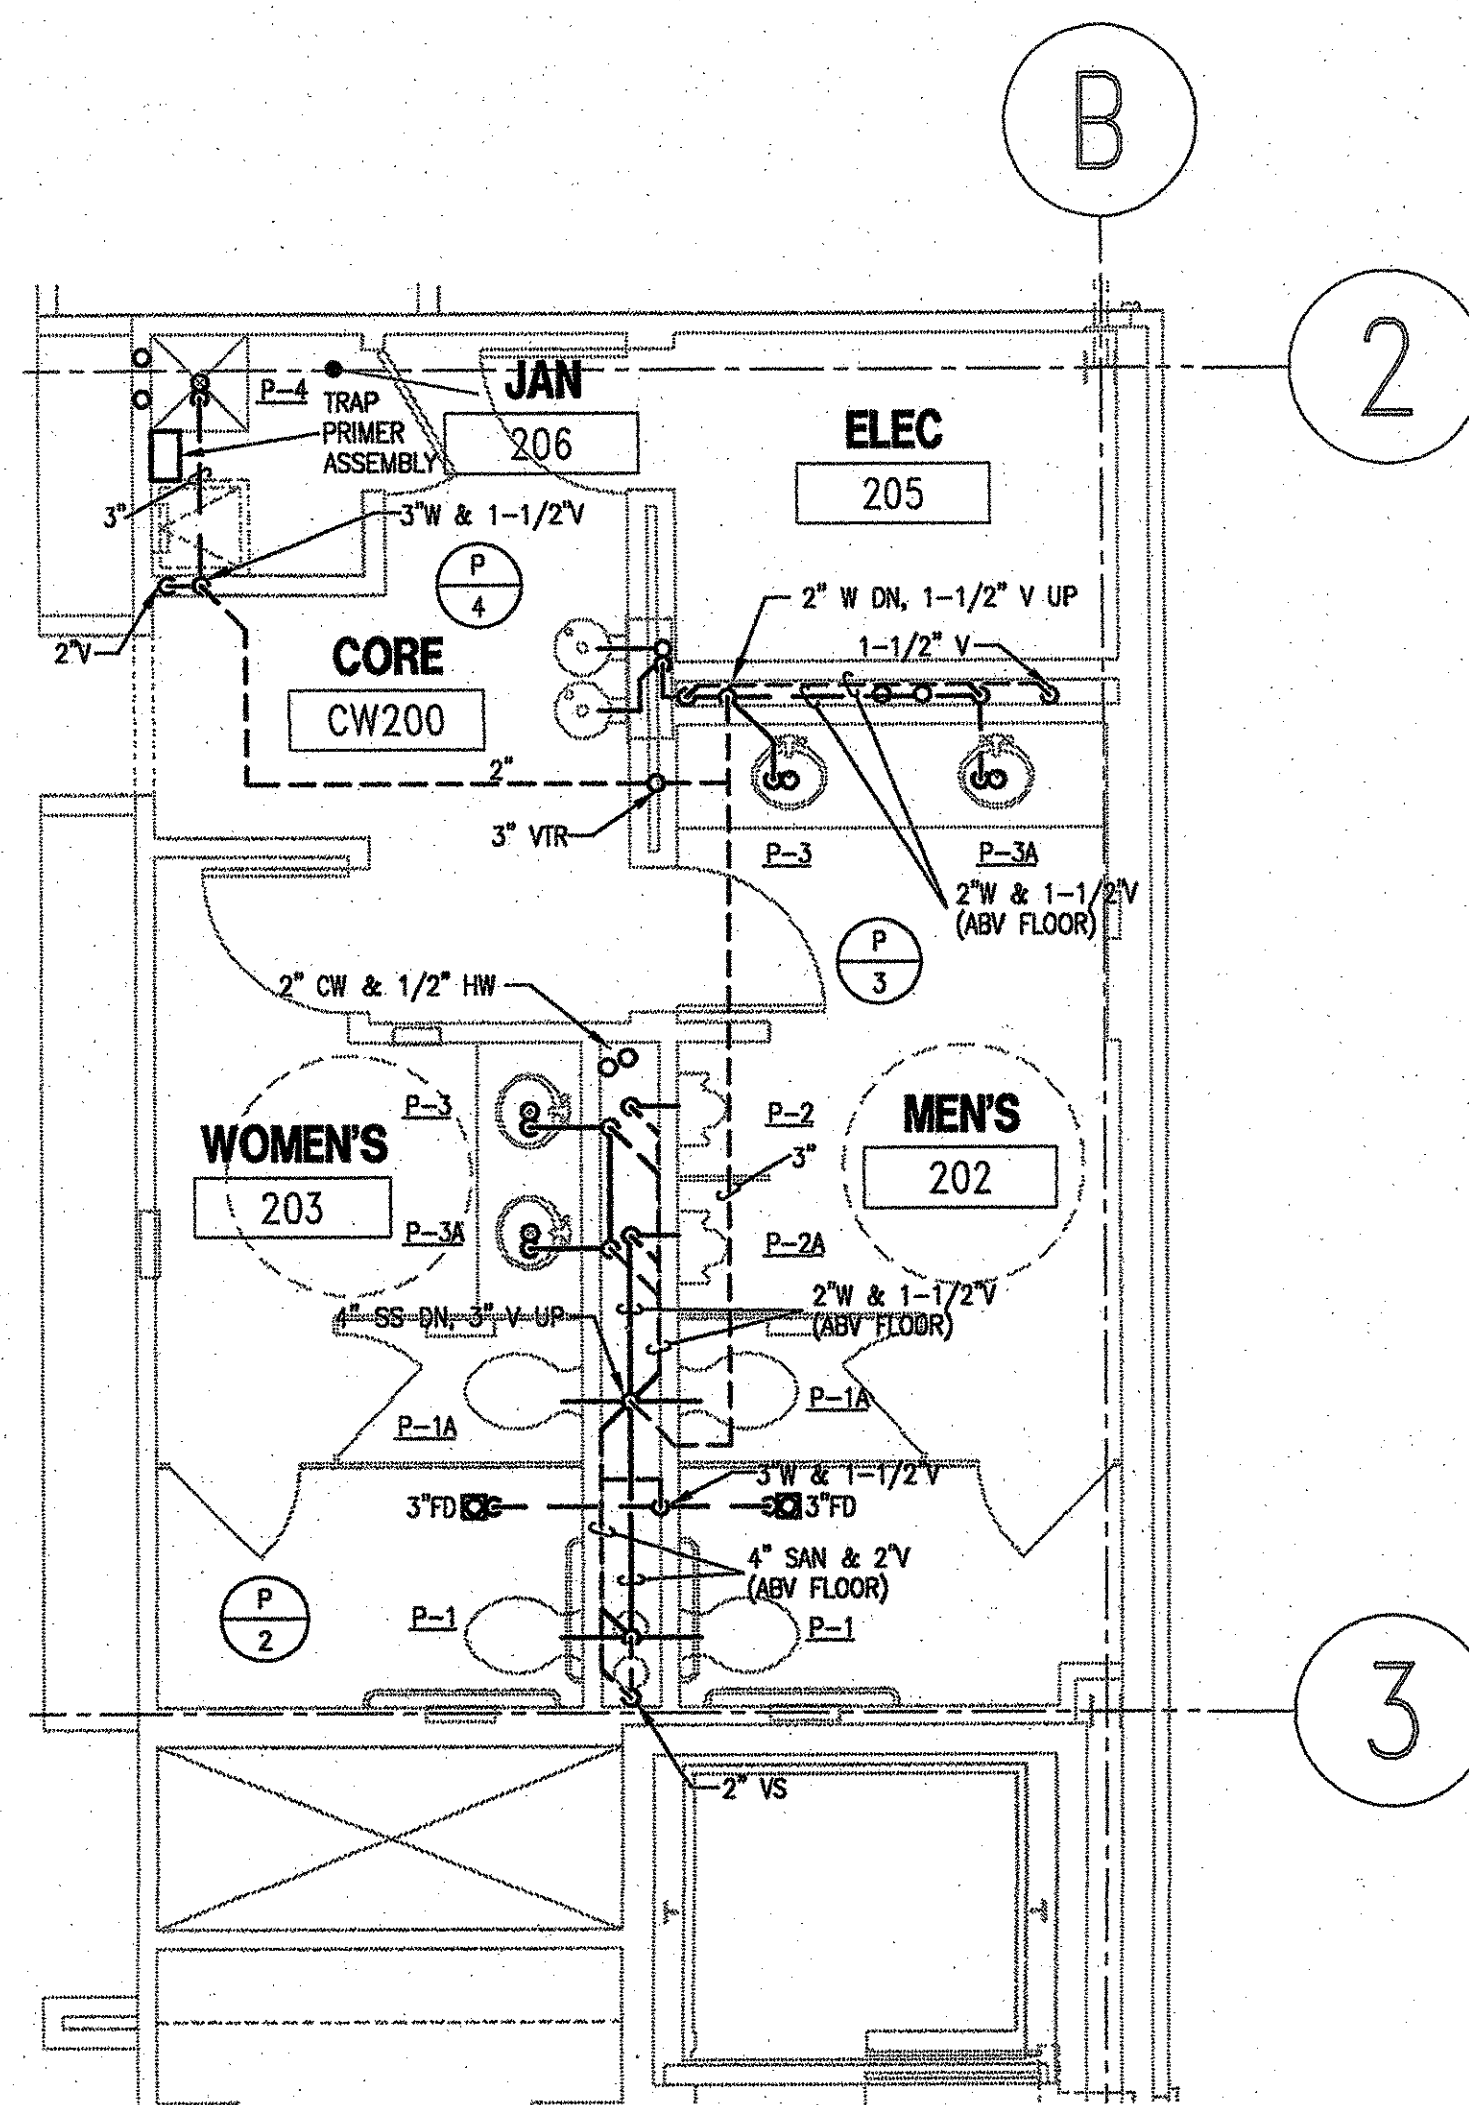 B
2
JAN
206
P-4
TRAP
PRIMER
ASSEMBLY
ELEC
205
3"
3"W & 1-1/2"V
P
4
2" W DN, 1-1/2" V UP
1-1/2" V
2"V
CORE
CW200
2"
3" VTR
P-3
P-3A
2"W & 1-1/2"V
(ABV FLOOR)
P
3
2" CW & 1/2" HW
P-3
WOMEN'S
203
P-3A
P-2
3"
MEN'S
202
P-2A
2"W & 1-1/2"V
(ABV FLOOR)
4" SS DN, 3" V UP
P-1A
P-1A
3"W & 1-1/2"V
3"FD
3"FD
4" SAN & 2"V
(ABV FLOOR)
P
2
P-1
P-1
3
2" VS